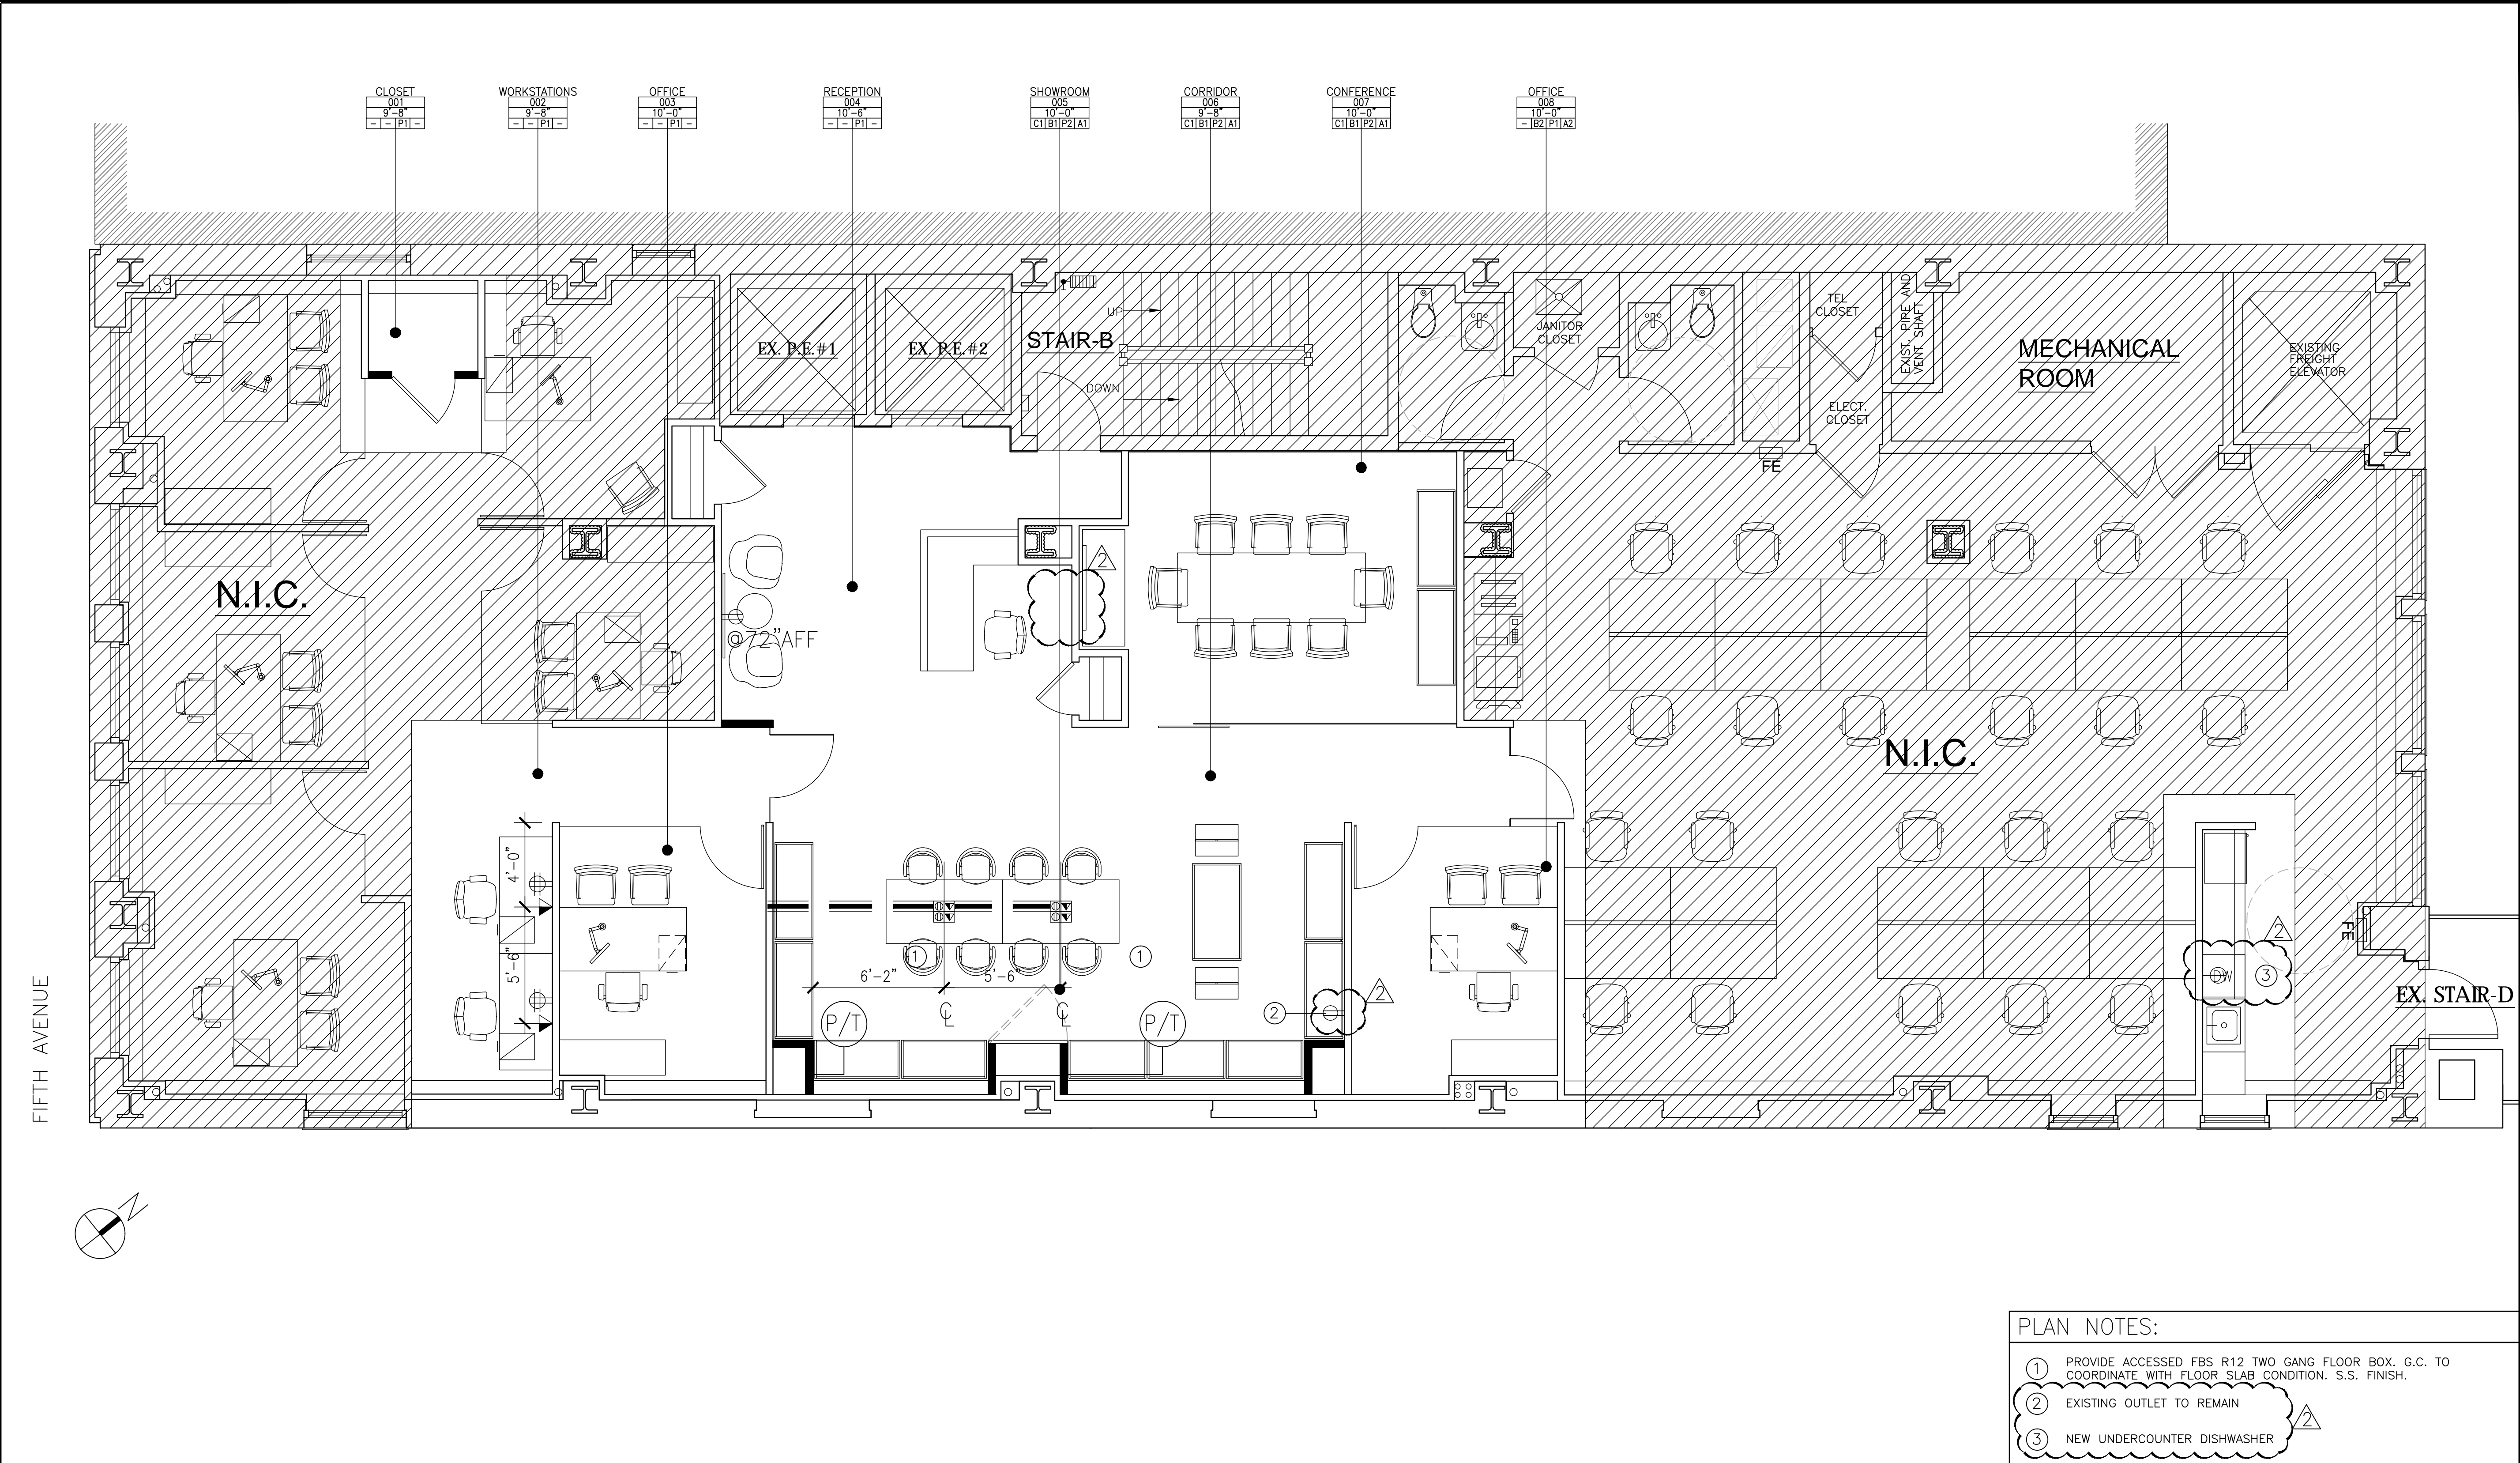 CLOSET
001
9'-8"
- - P1 -
WORKSTATIONS
002
9'-8"
- - P1 -
OFFICE
003
10'-0"
- - P1 -
RECEPTION
004
10'-6"
- - P1 -
SHOWROOM
005
10'-0"
C1 B1 P2 A1
CORRIDOR
006
9'-8"
C1 B1 P2 A1
CONFERENCE
007
10'-0"
C1 B1 P2 A1
OFFICE
008
10'-0"
- B2 P1 A2
EX. P.E.#1
EX. P.E.#2
STAIR-B
UP
DOWN
JANITOR
CLOSET
TEL
CLOSET
ELECT.
CLOSET
EXIST. PIPE AND
VENT. SHAFT
MECHANICAL
ROOM
EXISTING
FREIGHT
ELEVATOR
FE
N.I.C.
@72"AFF
2
N.I.C.
4'-0"
5'-6"
1
1
6'-2"
5'-6"
P/T
P/T
2
2
2
FE
DW
3
EX. STAIR-D
FIFTH AVENUE
N
PLAN NOTES:
1 PROVIDE ACCESSED FBS R12 TWO GANG FLOOR BOX. G.C. TO
COORDINATE WITH FLOOR SLAB CONDITION. S.S. FINISH.
2 EXISTING OUTLET TO REMAIN
2
3 NEW UNDERCOUNTER DISHWASHER